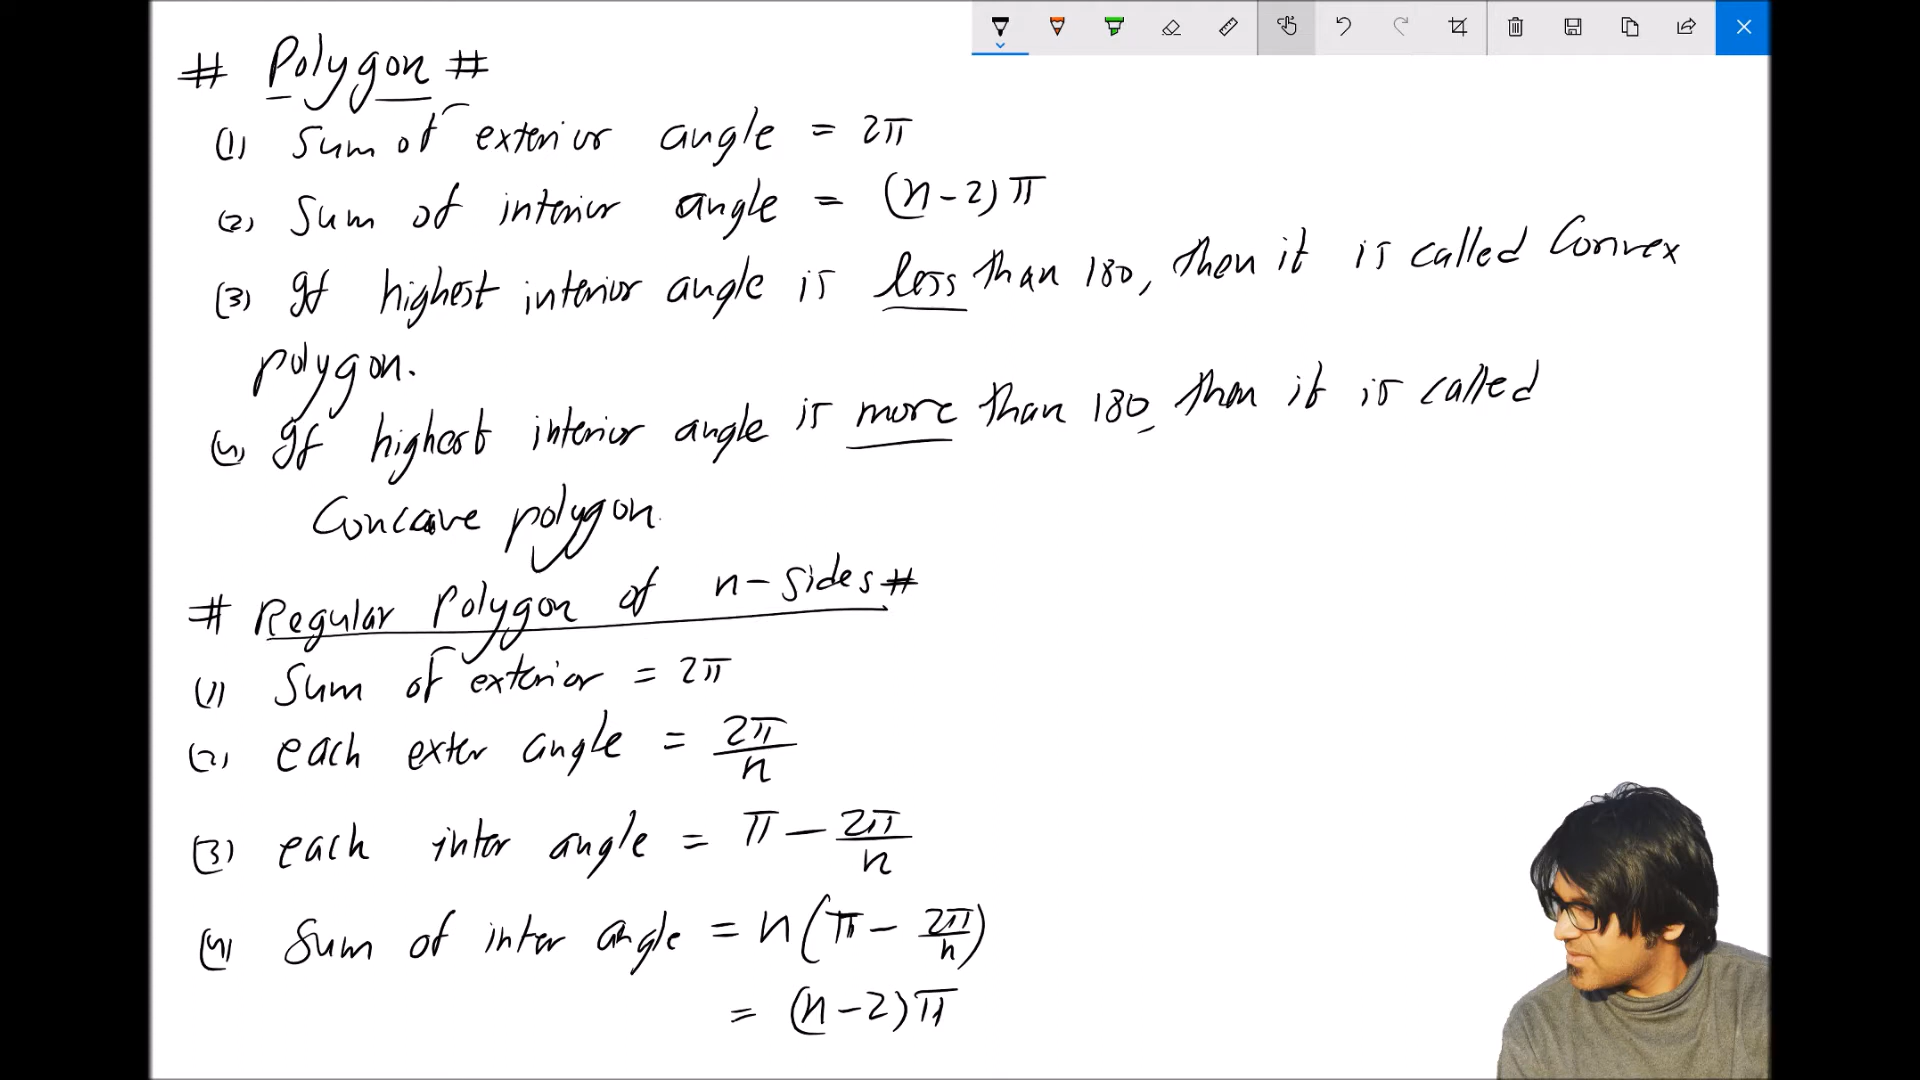 # Polygon #
(1) Sum of exterior angle = 2π
(2) Sum of interior angle = (n-2)π
(3) If highest interior angle is less than 180, then it is called Convex
polygon.
(4) If highest interior angle is more than 180 then it is called
Concave polygon.
# Regular Polygon of n-sides #
(1) Sum of exterior = 2π
(2) each exter angle = 2π/n
(3) each inter angle = π - 2π/n
(4) Sum of inter angle = n(π - 2π/n)
= (n-2)π